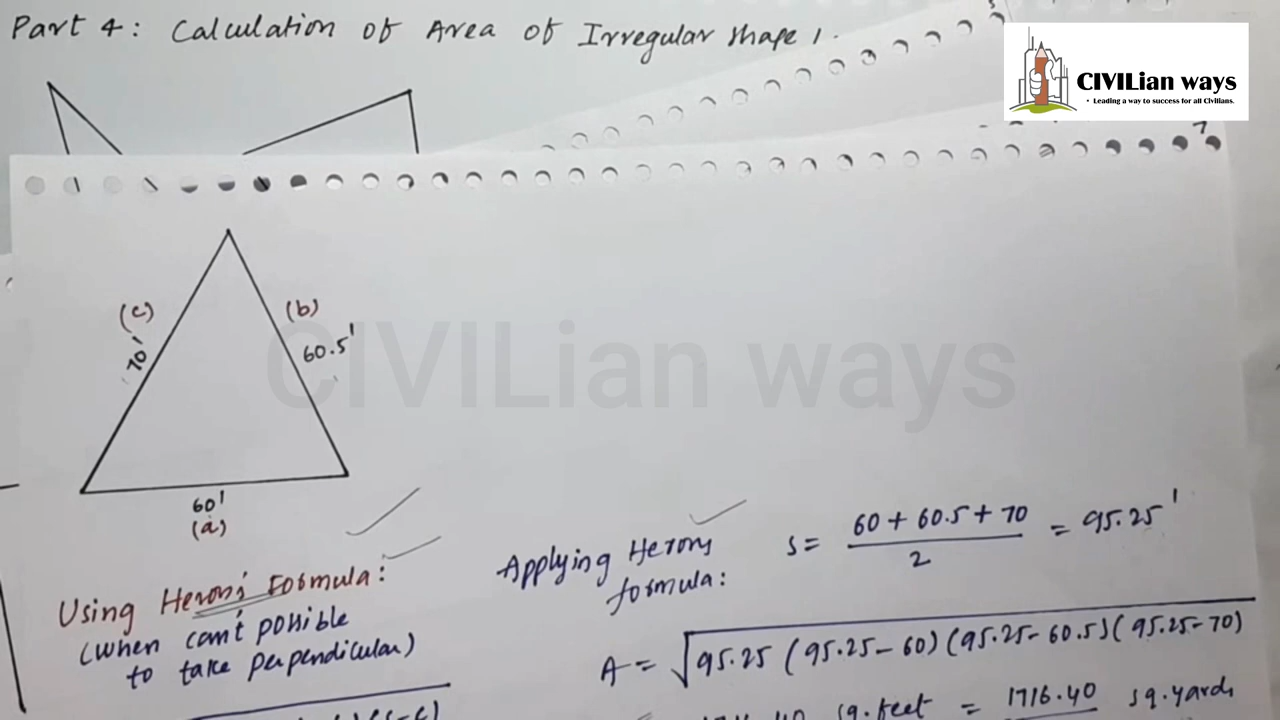 Part 4: Calculation of Area of Irregular shape 1.
CIVILian ways
• Leading a way to success for all Civilians.
7
(c)
70'
(b)
60.5'
CIVILian ways
60'
(a)
Using Heron's Formula:
(when can't possible
to take perpendicular)
Applying Herons
formula:
s = (60 + 60.5 + 70)/2 = 95.25'
A = √95.25 (95.25 - 60) (95.25 - 60.5) (95.25 - 70)
sq. feet = 1716.40 sq. yards